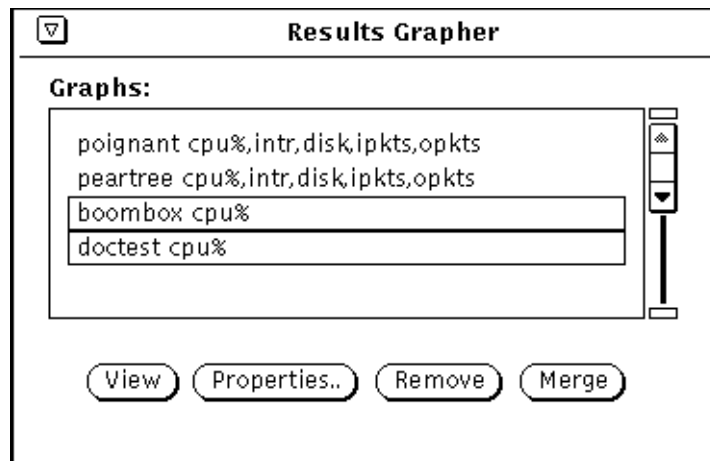 Results Grapher
Graphs:
poignant cpu%,intr,disk,ipkts,opkts
peartree cpu%,intr,disk,ipkts,opkts
boombox cpu%
doctest cpu%
View Properties.. Remove Merge